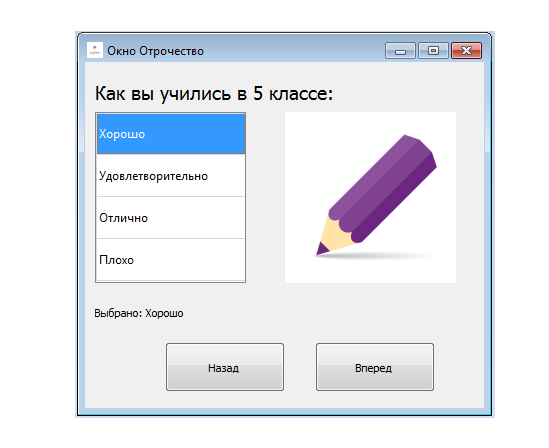 Окно Отрочество
Как вы учились в 5 классе:
Хорошо
Удовлетворительно
Отлично
Плохо
Выбрано: Хорошо
Назад
Вперед